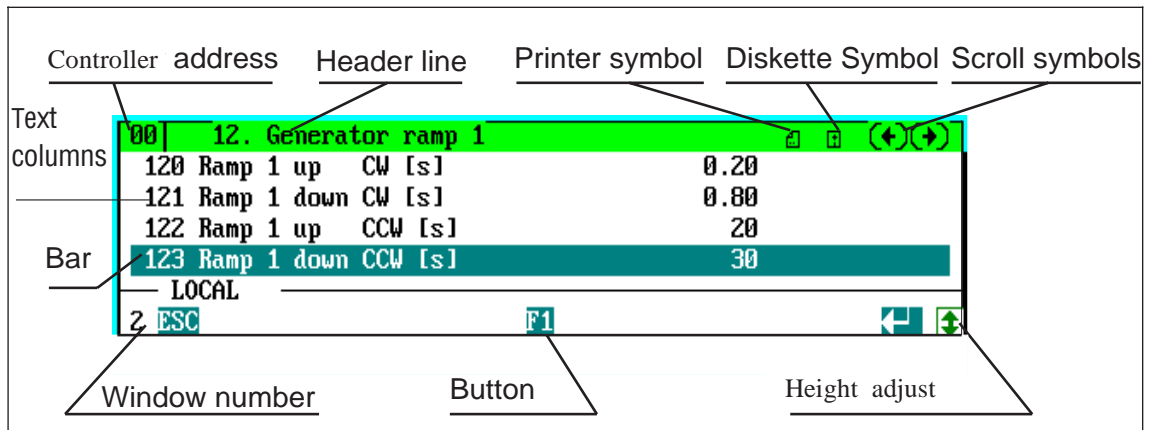 Controller address Header line Printer symbol Diskette Symbol Scroll symbols
Text
columns
00 12. Generator ramp 1
120 Ramp 1 up CW [s] 0.20
121 Ramp 1 down CW [s] 0.80
122 Ramp 1 up CCW [s] 20
Bar
123 Ramp 1 down CCW [s] 30
LOCAL
2 ESC F1
Window number Button Height adjust